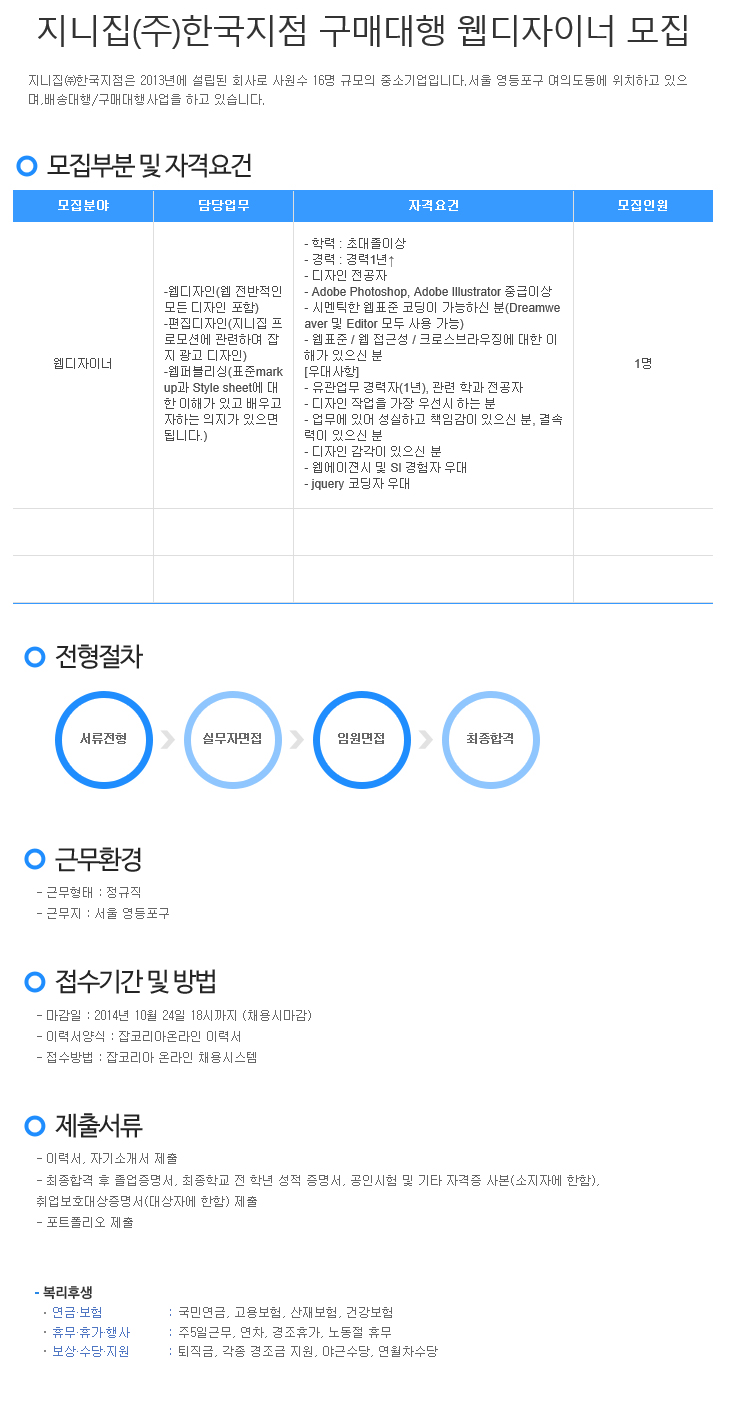 지니집(주)한국지점 구매대행 웹디자이너 모집
지니집㈜한국지점은 2013년에 설립된 회사로 사원수 16명 규모의 중소기업입니다.서울 영등포구 여의도동에 위치하고 있으
며,배송대행/구매대행사업을 하고 있습니다.
모집부분 및 자격요건
모집분야 담당업무 자격요건 모집인원
웹디자이너
-웹디자인(웹 전반적인
모든 디자인 포함)
-편집디자인(지니집 프
로모션에 관련하여 잡
지 광고 디자인)
-웹퍼블리싱(표준mark
up과 Style sheet에 대
한 이해가 있고 배우고
자하는 의지가 있으면
됩니다.)
- 학력 : 초대졸이상
- 경력 : 경력1년↑
- 디자인 전공자
- Adobe Photoshop, Adobe Illustrator 중급이상
- 시멘틱한 웹표준 코딩이 가능하신 분(Dreamwe
aver 및 Editor 모두 사용 가능)
- 웹표준 / 웹 접근성 / 크로스브라우징에 대한 이
해가 있으신 분
[우대사항]
- 유관업무 경력자(1년), 관련 학과 전공자
- 디자인 작업을 가장 우선시 하는 분
- 업무에 있어 성실하고 책임감이 있으신 분, 결속
력이 있으신 분
- 디자인 감각이 있으신 분
- 웹에이젼시 및 SI 경험자 우대
- jquery 코딩자 우대
1명
전형절차
서류전형 실무자면접 임원면접 최종합격
근무환경
- 근무형태 : 정규직
- 근무지 : 서울 영등포구
접수기간 및 방법
- 마감일 : 2014년 10월 24일 18시까지 (채용시마감)
- 이력서양식 : 잡코리아온라인 이력서
- 접수방법 : 잡코리아 온라인 채용시스템
제출서류
- 이력서, 자기소개서 제출
- 최종합격 후 졸업증명서, 최종학교 전 학년 성적 증명서, 공인시험 및 기타 자격증 사본(소지자에 한함),
취업보호대상증명서(대상자에 한함) 제출
- 포트폴리오 제출
- 복리후생
· 연금·보험 : 국민연금, 고용보험, 산재보험, 건강보험
· 휴무·휴가·행사 : 주5일근무, 연차, 경조휴가, 노동절 휴무
· 보상·수당·지원 : 퇴직금, 각종 경조금 지원, 야근수당, 연월차수당